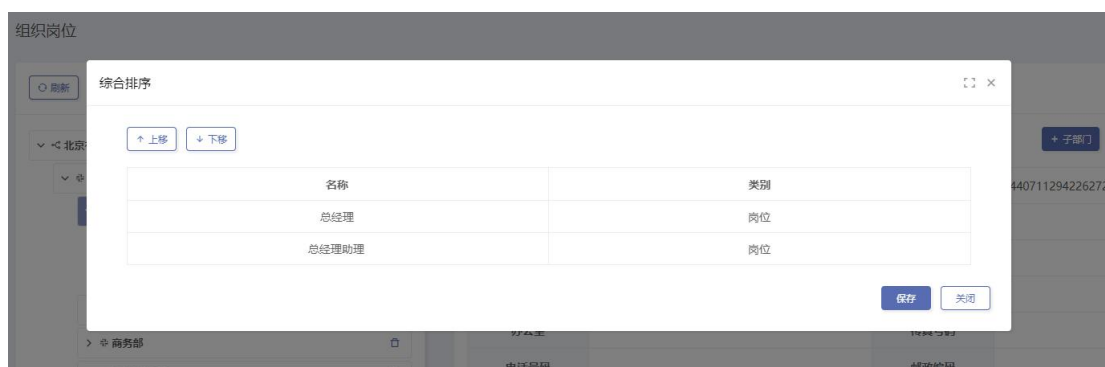 组织岗位
刷新
综合排序
上移 下移
北京
+ 子部门
名称 类别
440711294226272
总经理 岗位
总经理助理 岗位
保存 关闭
商务部